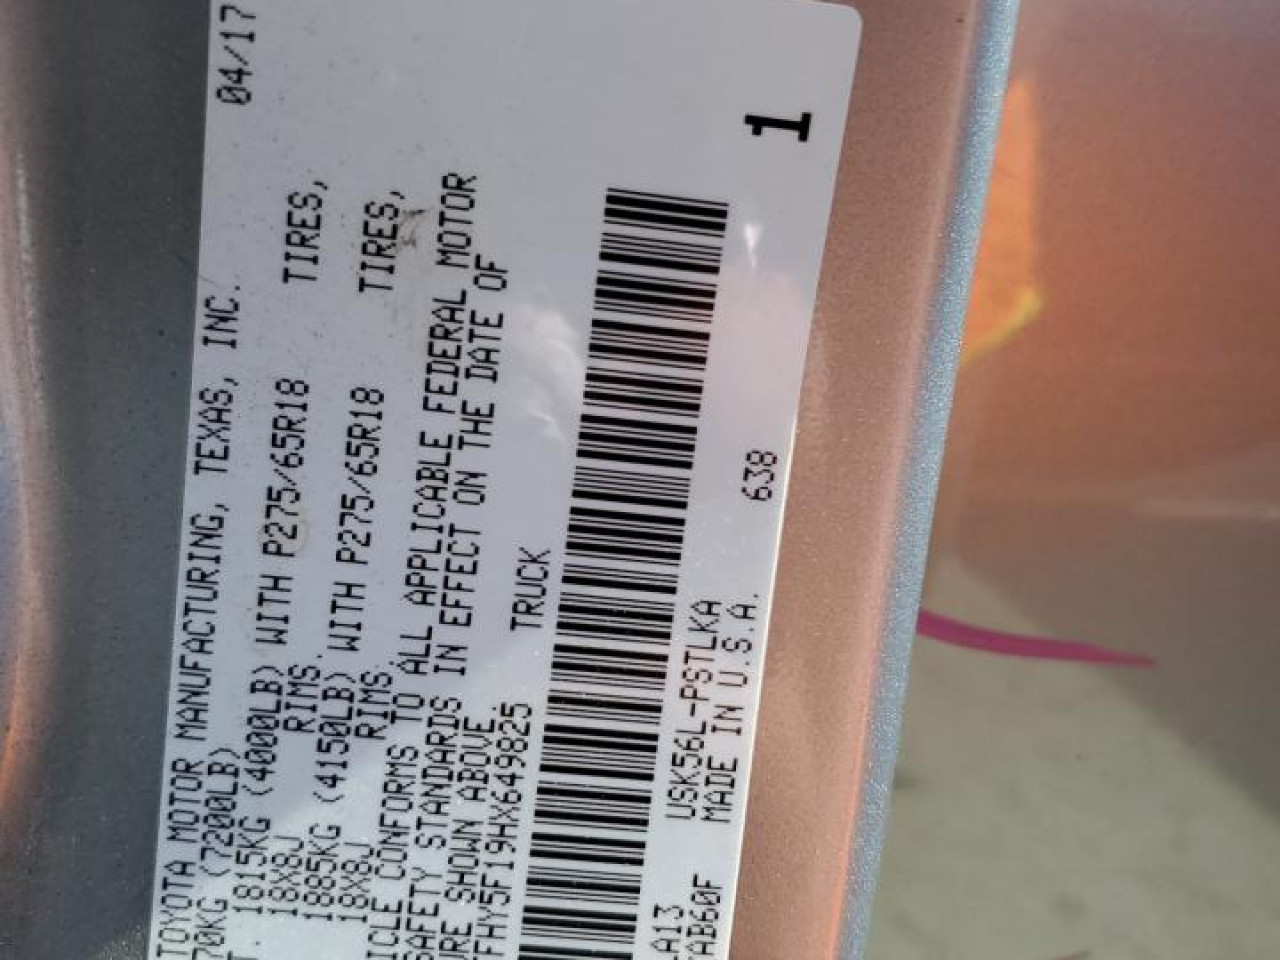 TOYOTA MOTOR MANUFACTURING, TEXAS, INC. 04/17
70KG (7200LB)
T. 1815KG (4000LB) WITH P275/65R18 TIRES,
18X8J RIMS.
1885KG (4150LB) WITH P275/65R18 TIRES,
18X8J RIMS.
ICLE CONFORMS TO ALL APPLICABLE FEDERAL MOTOR
SAFETY STANDARDS IN EFFECT ON THE DATE OF
URE SHOWN ABOVE.
FHY5F19HX649825 TRUCK
1
LA13 USK56L-PSTLKA 638
TAB60F MADE IN U.S.A.